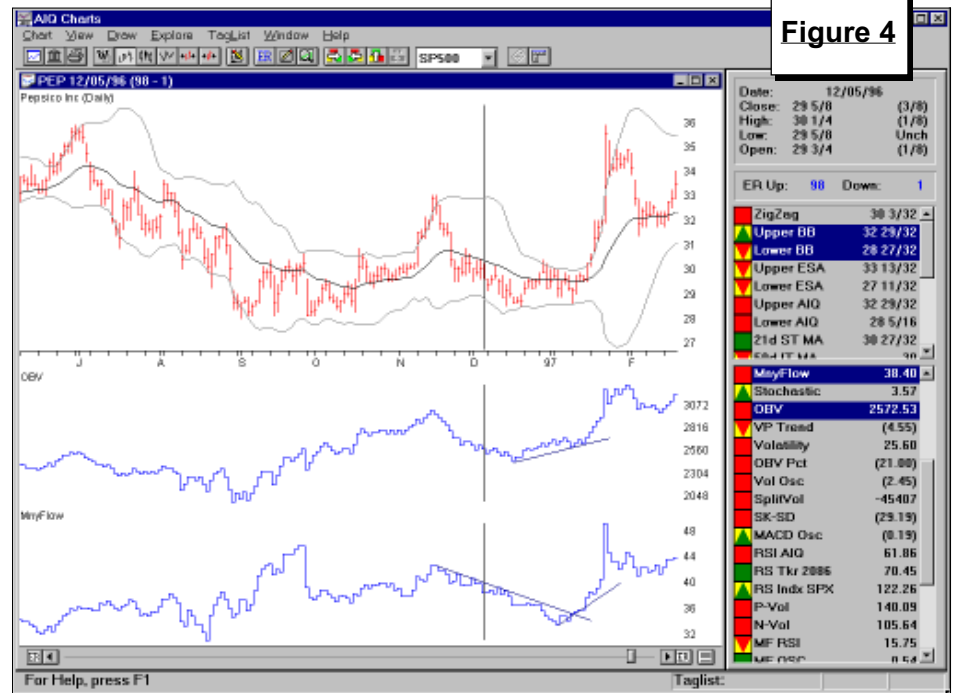 AIQ Charts
Figure 4
Chart View Draw Explore TagList Window Help
SP500
PEP 12/05/96 (98 - 1)
Pepsico Inc (Daily)
36
35
34
33
32
31
30
29
28
27
J A S O N D 97 F
OBV
3072
2816
2560
2304
2048
MnyFlow
48
44
40
36
32
Date: 12/05/96
Close: 29 5/8 (3/8)
High: 30 1/4 (1/8)
Low: 29 5/8 Unch
Open: 29 3/4 (1/8)
ER Up: 98 Down: 1
ZigZag 30 3/32
Upper BB 32 29/32
Lower BB 28 27/32
Upper ESA 33 13/32
Lower ESA 27 11/32
Upper AIQ 32 29/32
Lower AIQ 28 5/16
21d ST MA 30 27/32
MnyFlow 38.40
Stochastic 3.57
OBV 2572.53
VP Trend (4.55)
Volatility 25.60
OBV Pct (21.00)
Vol Osc (2.45)
SplitVol -45407
SK-SD (29.19)
MACD Osc (0.19)
RSI AIQ 61.86
RS Tkr 2086 70.45
RS Indx SPX 122.26
P-Vol 140.09
N-Vol 105.64
MF RSI 15.75
MF OSC 0.54
For Help, press F1
Taglist: